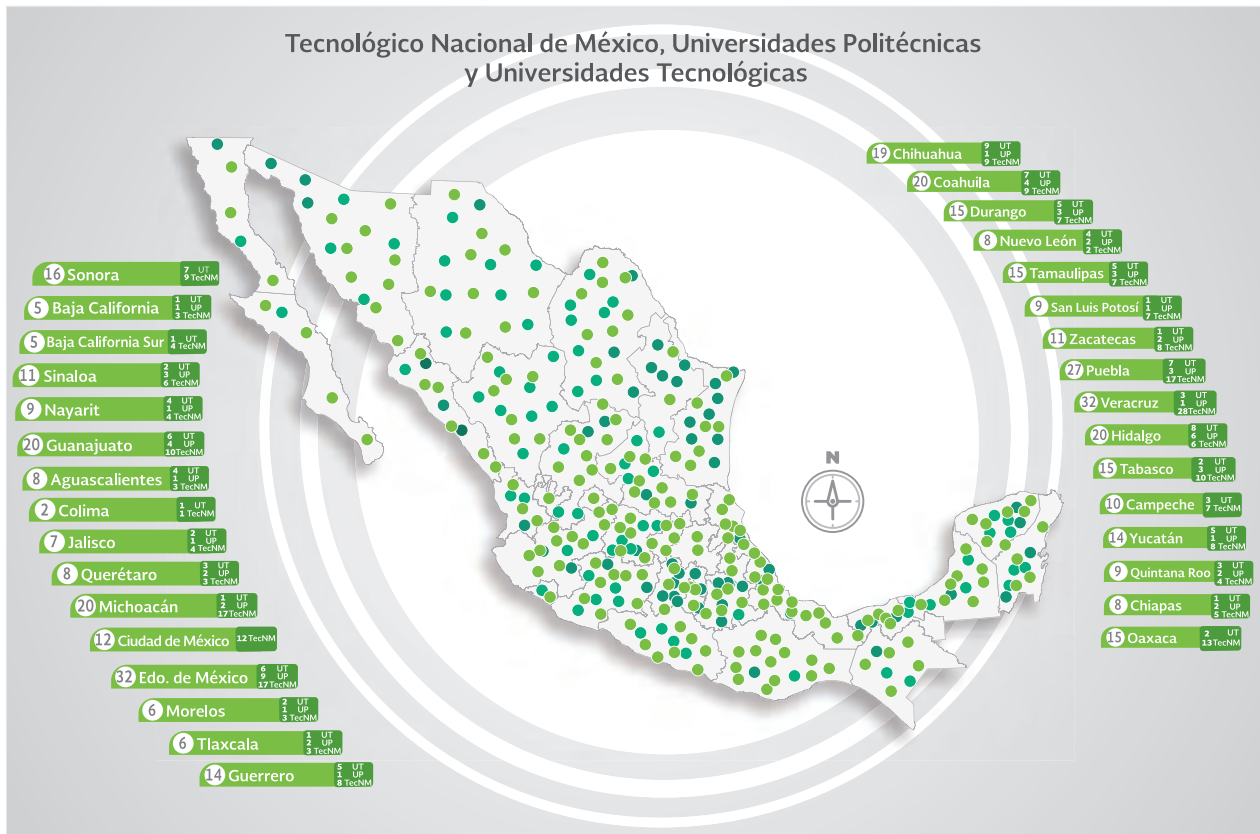 Tecnológico Nacional de México, Universidades Politécnicas
y Universidades Tecnológicas
16 Sonora
7 UT
9 TecNM
5 Baja California
1 UT
1 UP
3 TecNM
5 Baja California Sur
1 UT
4 TecNM
11 Sinaloa
2 UT
3 UP
6 TecNM
9 Nayarit
4 UT
1 UP
4 TecNM
20 Guanajuato
6 UT
4 UP
10 TecNM
8 Aguascalientes
4 UT
1 UP
3 TecNM
2 Colima
1 UT
1 TecNM
7 Jalisco
2 UT
1 UP
4 TecNM
8 Querétaro
3 UT
2 UP
3 TecNM
20 Michoacán
1 UT
2 UP
17 TecNM
12 Ciudad de México
12 TecNM
32 Edo. de México
6 UT
9 UP
17 TecNM
6 Morelos
2 UT
1 UP
3 TecNM
6 Tlaxcala
1 UT
2 UP
3 TecNM
14 Guerrero
5 UT
1 UP
8 TecNM
N
19 Chihuahua
9 UT
1 UP
9 TecNM
20 Coahuila
7 UT
4 UP
9 TecNM
15 Durango
5 UT
3 UP
7 TecNM
8 Nuevo León
4 UT
2 UP
2 TecNM
15 Tamaulipas
5 UT
3 UP
7 TecNM
9 San Luis Potosí
1 UT
1 UP
7 TecNM
11 Zacatecas
1 UT
2 UP
8 TecNM
27 Puebla
7 UT
3 UP
17 TecNM
32 Veracruz
3 UT
1 UP
28 TecNM
20 Hidalgo
8 UT
6 UP
6 TecNM
15 Tabasco
2 UT
3 UP
10 TecNM
10 Campeche
3 UT
7 TecNM
14 Yucatán
5 UT
1 UP
8 TecNM
9 Quintana Roo
3 UT
2 UP
4 TecNM
8 Chiapas
1 UT
2 UP
5 TecNM
15 Oaxaca
2 UT
13 TecNM